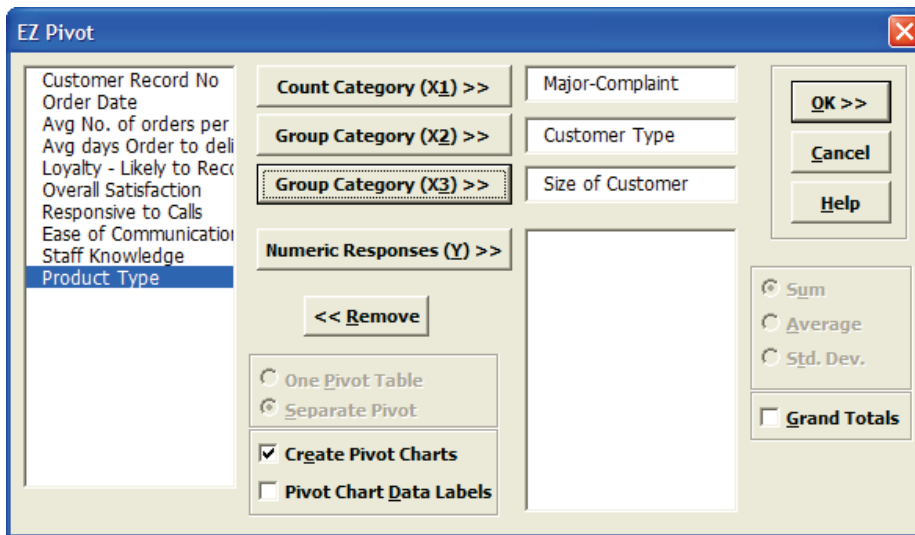 EZ Pivot
Customer Record No
Order Date
Avg No. of orders per
Avg days Order to deli
Loyalty - Likely to Reco
Overall Satisfaction
Responsive to Calls
Ease of Communication
Staff Knowledge
Product Type
Count Category (X1) >>
Group Category (X2) >>
Group Category (X3) >>
Numeric Responses (Y) >>
<< Remove
One Pivot Table
Separate Pivot
Create Pivot Charts
Pivot Chart Data Labels
Major-Complaint
Customer Type
Size of Customer
OK >>
Cancel
Help
Sum
Average
Std. Dev.
Grand Totals